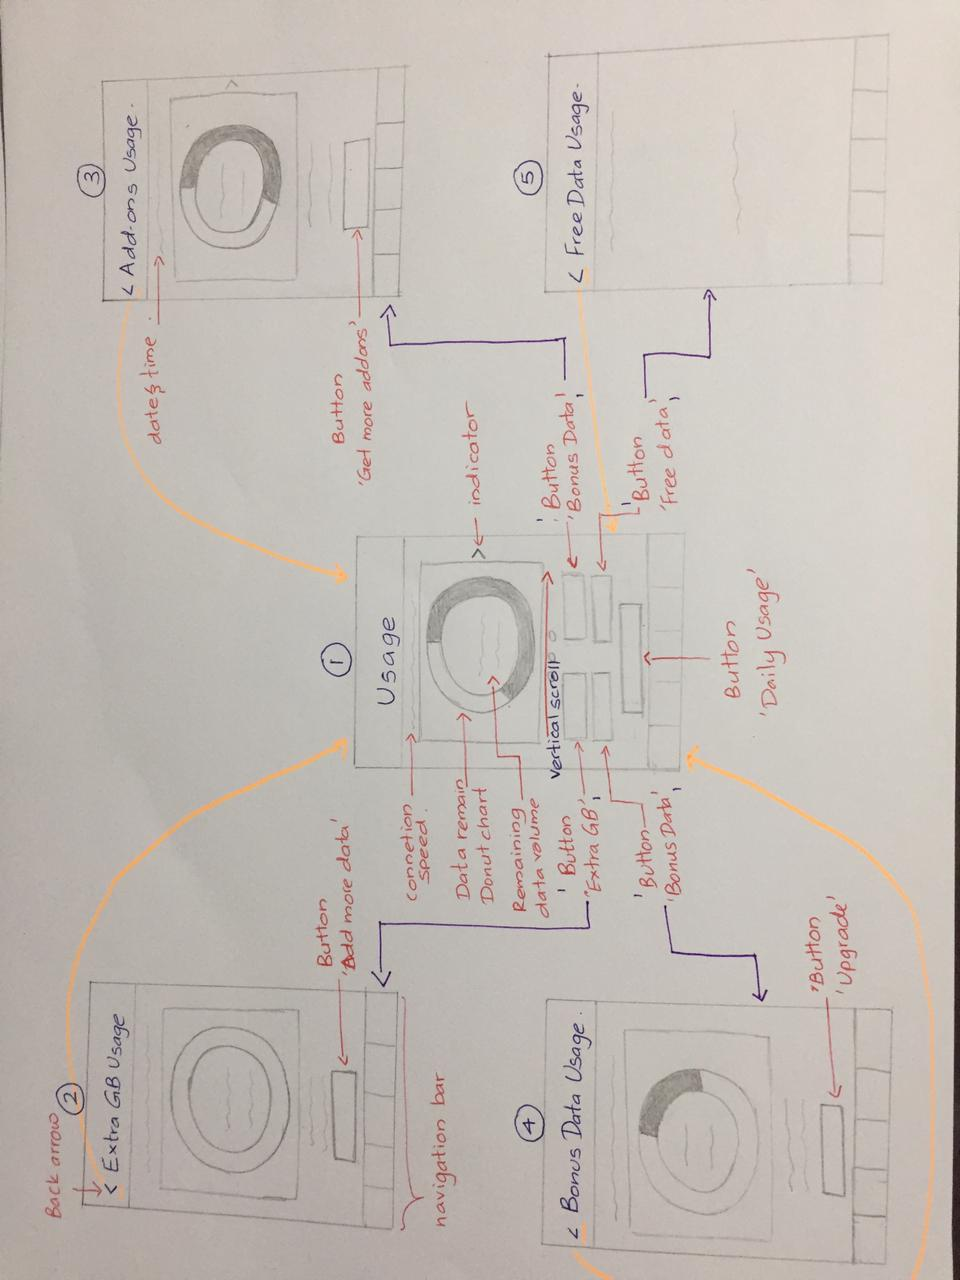 Back arrow
②
< Extra GB Usage
Button
'Add more data'
navigation bar
①
Usage
connetion
speed.
Data remain
Donut chart
Remaining
data volume
vertical scroll
indicator
' Button
'Extra GB'
'
' Button
'Bonus Data'
'
' Button
'Bonus Data'
'
' Button
'Free data'
'
Button
'Daily Usage'
③
< Add-ons Usage.
date & time
Button
'Get more addons'
④
< Bonus Data Usage.
'Button
'Upgrade'
⑤
< Free Data Usage.